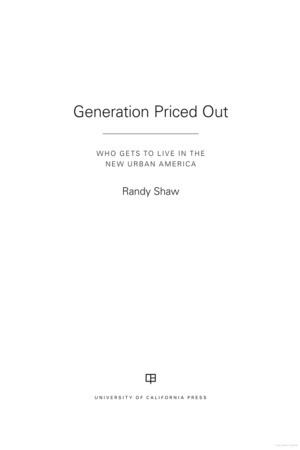 Generation Priced Out
WHO GETS TO LIVE IN THE
NEW URBAN AMERICA
Randy Shaw
UNIVERSITY OF CALIFORNIA PRESS